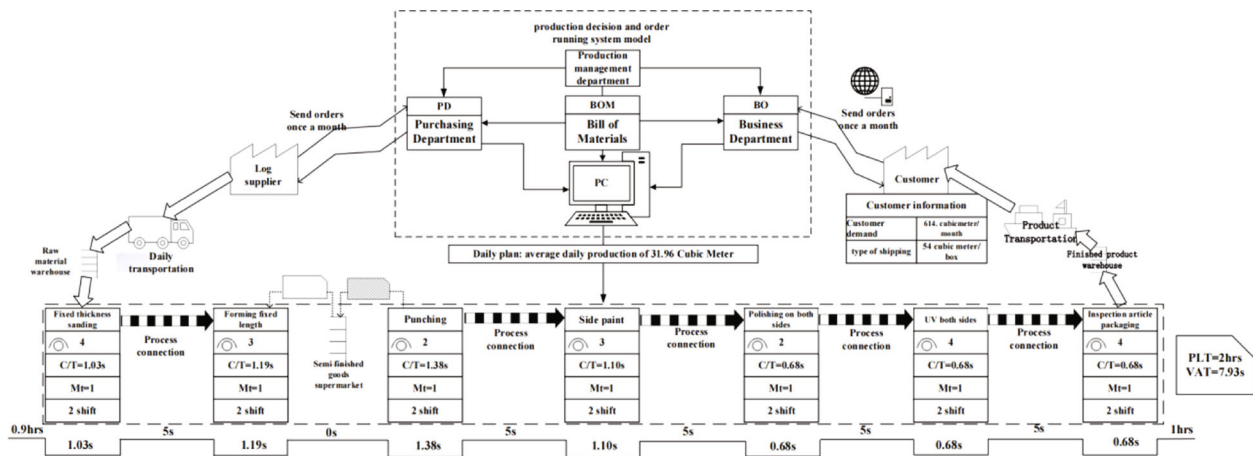 production decision and order
running system model
Production
management
department
PD
Purchasing
Department
BOM
Bill of
Materials
BO
Business
Department
PC
Send orders
once a month
Log
supplier
Send orders
once a month
Customer
Customer information
Customer
demand
614. cubicmeter/
month
type of shipping
54 cubic meter/
box
Raw
material
warehouse
Daily
transportation
Product
Transportation
Finished product
warehouse
Daily plan: average daily production of 31.96 Cubic Meter
Fixed thickness
sanding
4
C/T=1.03s
Mt=1
2 shift
Process
connection
Forming fixed
length
3
C/T=1.19s
Mt=1
2 shift
Semi finished
goods
supermarket
Punching
2
C/T=1.38s
Mt=1
2 shift
Process
connection
Side paint
3
C/T=1.10s
Mt=1
2 shift
Process
connection
Polishing on both
sides
2
C/T=0.68s
Mt=1
2 shift
Process
connection
UV both sides
4
C/T=0.68s
Mt=1
2 shift
Process
connection
Inspection article
packaging
4
C/T=0.68s
Mt=1
2 shift
PLT=2hrs
VAT=7.93s
0.9hrs
1.03s
5s
1.19s
0s
1.38s
5s
1.10s
5s
0.68s
5s
0.68s
5s
0.68s
1hrs